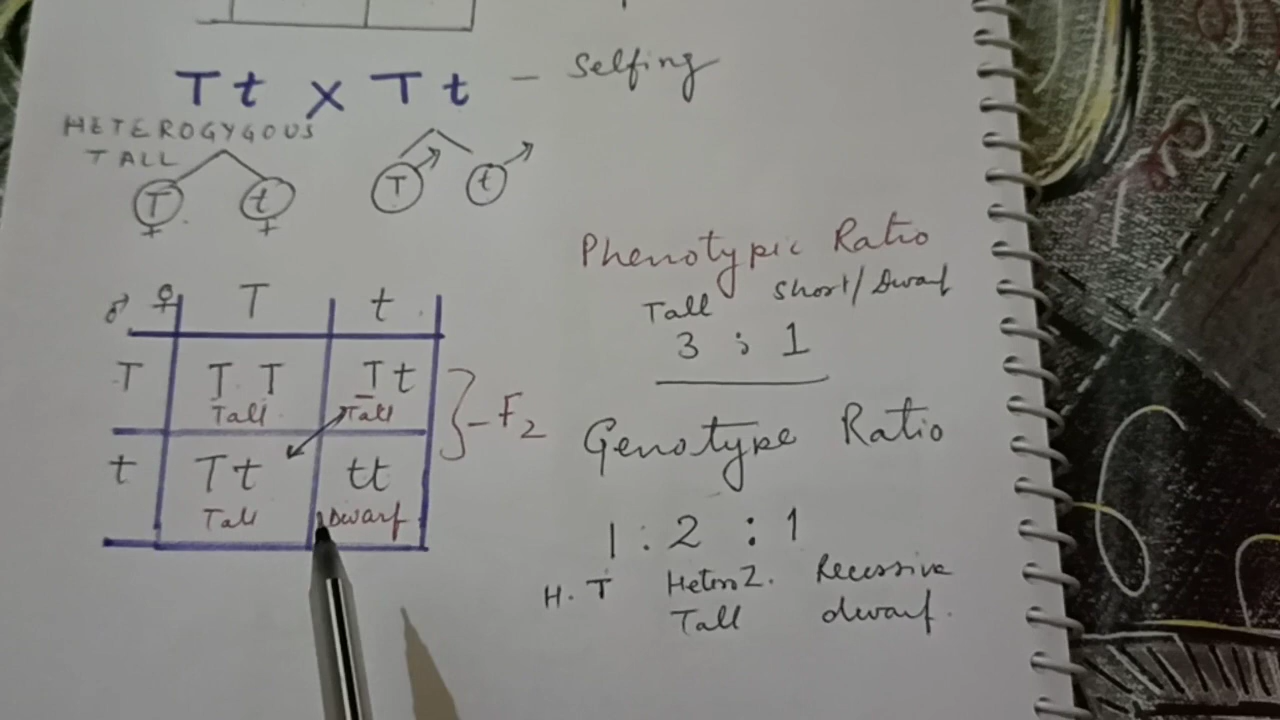 Tt x Tt - Selfing
HETEROGYGOUS
TALL
T t T t
♀ ♀ ♂ ♂
Phenotypic Ratio
Tall Short/Dwarf
3 : 1
♂ ♀ T t
T TT Tt
Tall Tall
t Tt tt
Tall Dwarf
} - F2
Genotype Ratio
1 : 2 : 1
H. T Heteroz. Recessive
Tall dwarf.